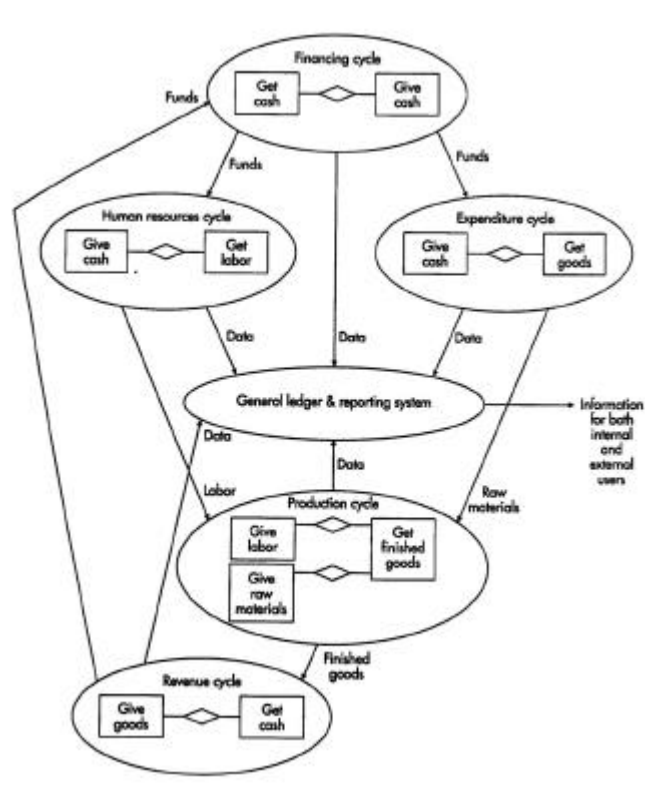 Financing cycle
Get
cash
Give
cash
Funds
Funds
Funds
Human resources cycle
Give
cash
Get
labor
Expenditure cycle
Give
cash
Get
goods
Data
Data
Data
General ledger & reporting system
Information
for both
internal
and
external
users
Data
Data
Labor
Raw
materials
Production cycle
Give
labor
Get
finished
goods
Give
raw
materials
Finished
goods
Revenue cycle
Give
goods
Get
cash